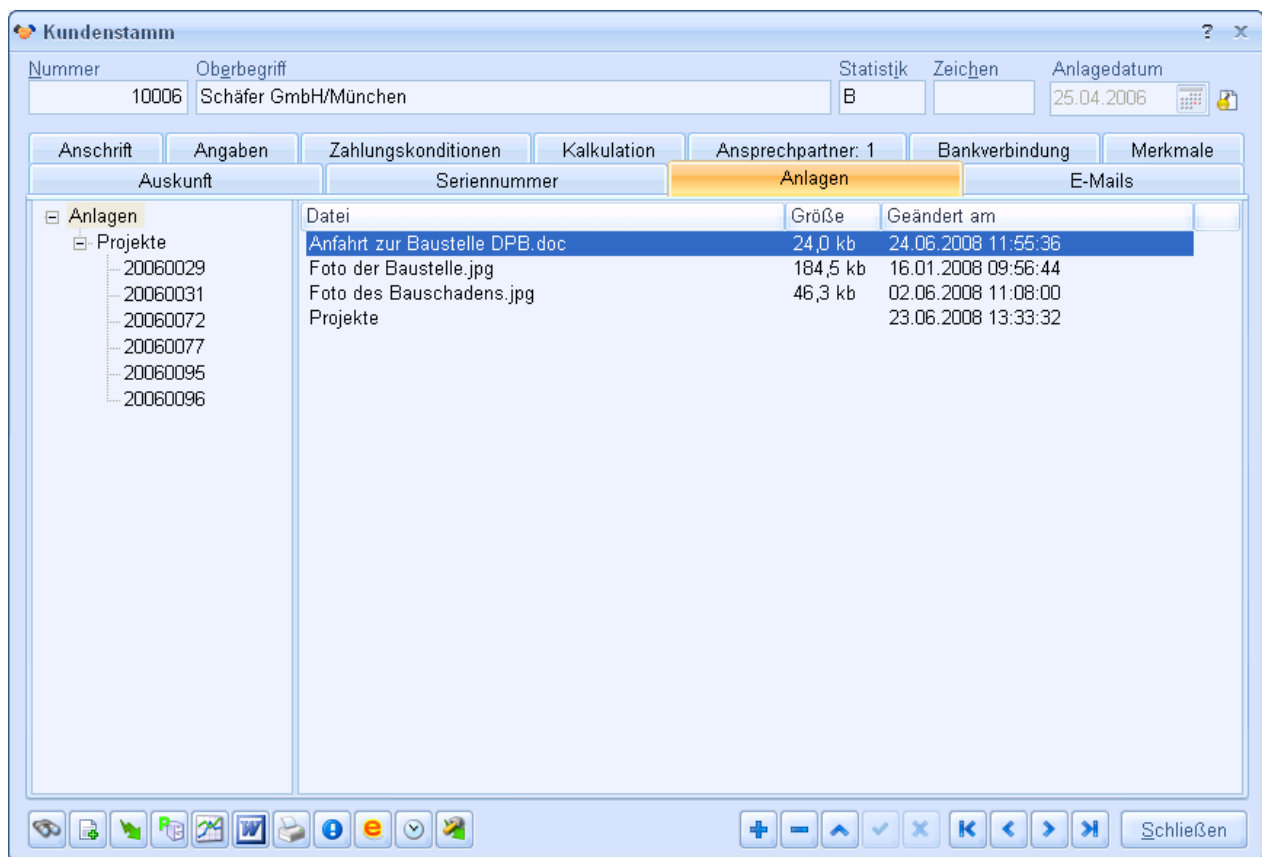 Kundenstamm ? x
Nummer Oberbegriff Statistik Zeichen Anlagedatum
10006 Schäfer GmbH/München B 25.04.2006
Anschrift Angaben Zahlungskonditionen Kalkulation Ansprechpartner: 1 Bankverbindung Merkmale
Auskunft Seriennummer Anlagen E-Mails
Anlagen
Projekte
20060029
20060031
20060072
20060077
20060095
20060096
Datei Größe Geändert am
Anfahrt zur Baustelle DPB.doc 24,0 kb 24.06.2008 11:55:36
Foto der Baustelle.jpg 184,5 kb 16.01.2008 09:56:44
Foto des Bauschadens.jpg 46,3 kb 02.06.2008 11:08:00
Projekte 23.06.2008 13:33:32
Schließen